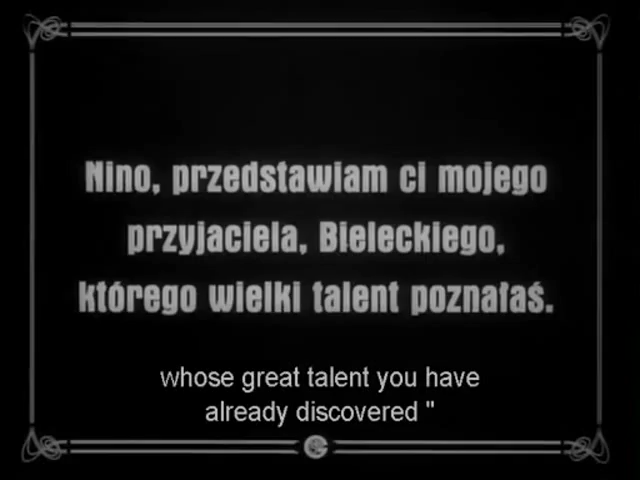 Nino, przedstawiam ci mojego
przyjaciela, Bieleckiego,
którego wielki talent poznałaś.
whose great talent you have
already discovered "